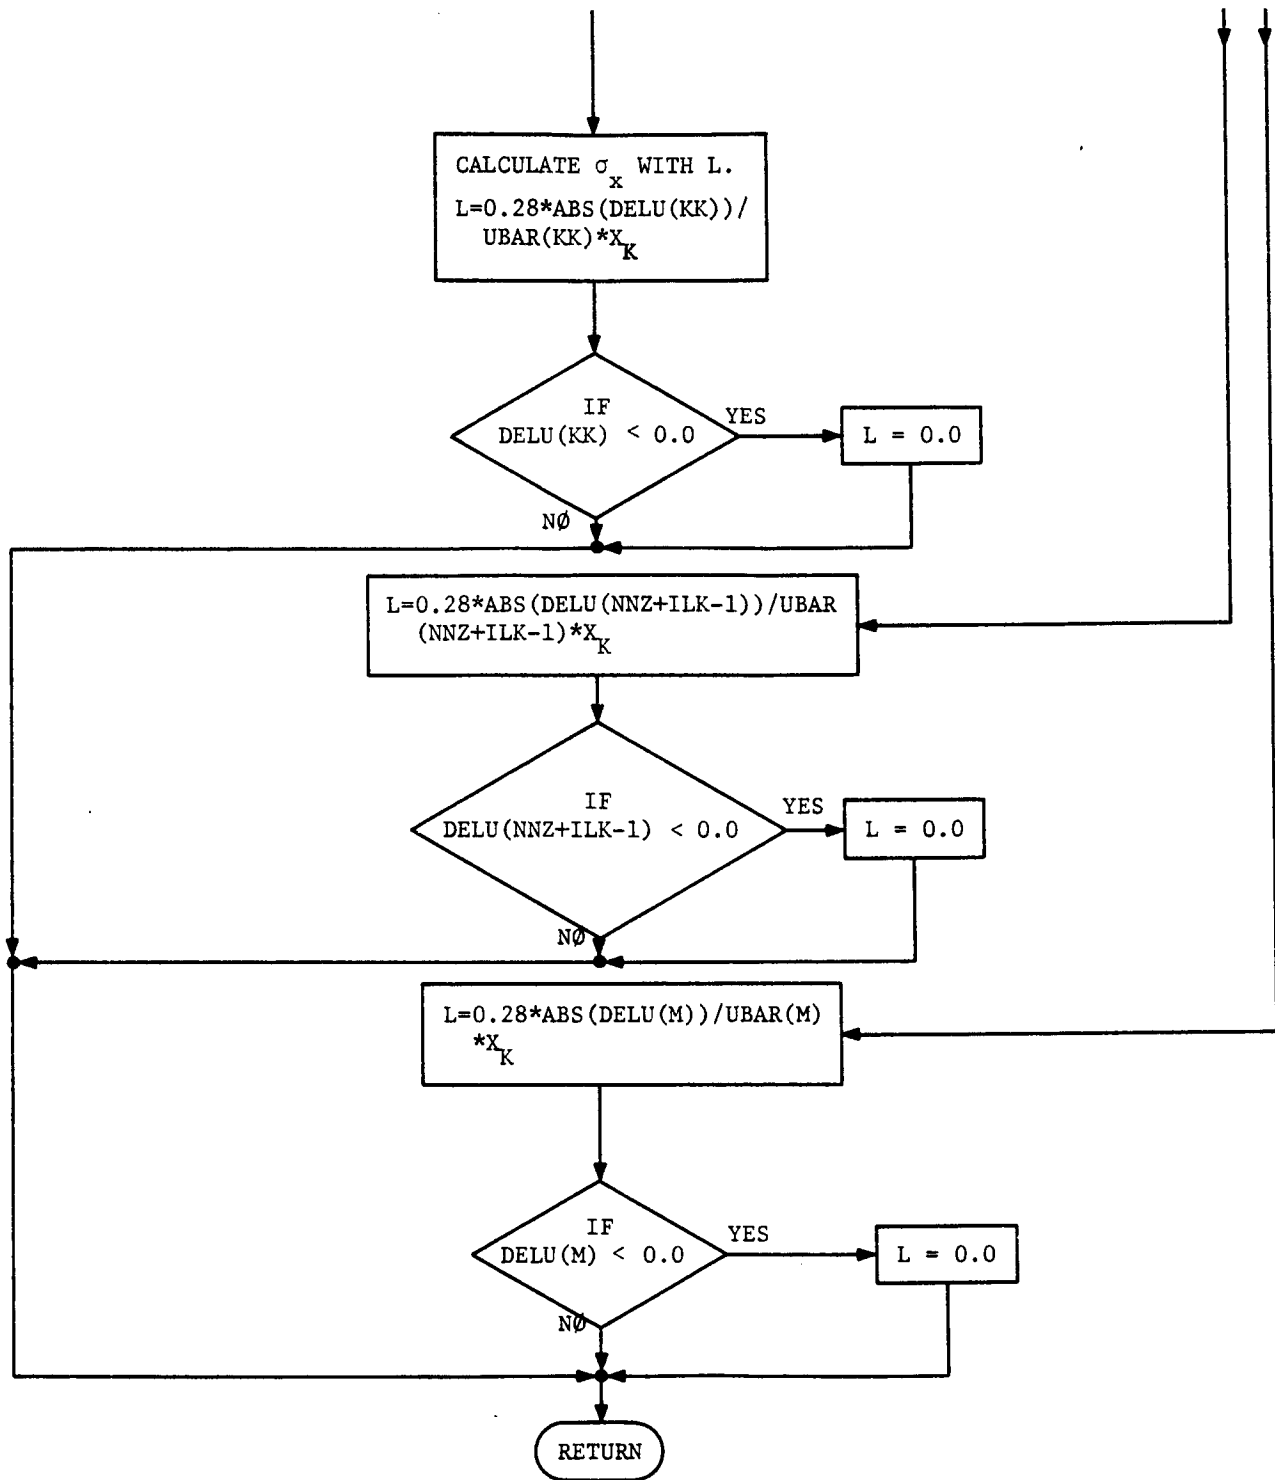 CALCULATE σx WITH L.
L=0.28*ABS(DELU(KK))/
UBAR(KK)*XK
IF
DELU(KK) < 0.0
YES
L = 0.0
NØ
L=0.28*ABS(DELU(NNZ+ILK-1))/UBAR
(NNZ+ILK-1)*XK
IF
DELU(NNZ+ILK-1) < 0.0
YES
L = 0.0
NØ
L=0.28*ABS(DELU(M))/UBAR(M)
*XK
IF
DELU(M) < 0.0
YES
L = 0.0
NØ
RETURN